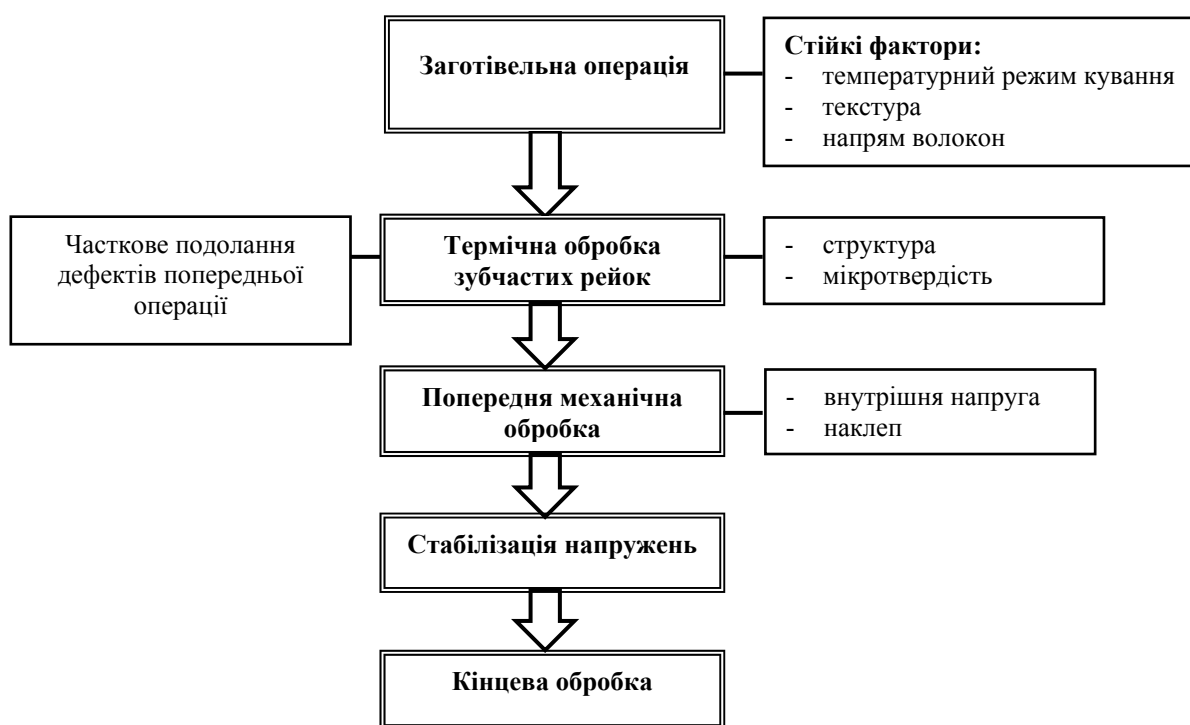 Заготівельна операція
Стійкі фактори:
- температурний режим кування
- текстура
- напрям волокон
Часткове подолання
дефектів попередньої
операції
Термічна обробка
зубчастих рейок
- структура
- мікротвердість
Попередня механічна
обробка
- внутрішня напруга
- наклеп
Стабілізація напружень
Кінцева обробка